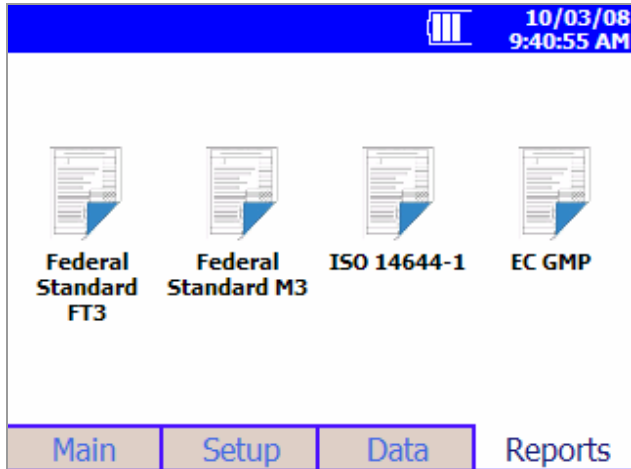 10/03/08
9:40:55 AM
Federal
Standard
FT3
Federal
Standard M3
ISO 14644-1
EC GMP
Main
Setup
Data
Reports